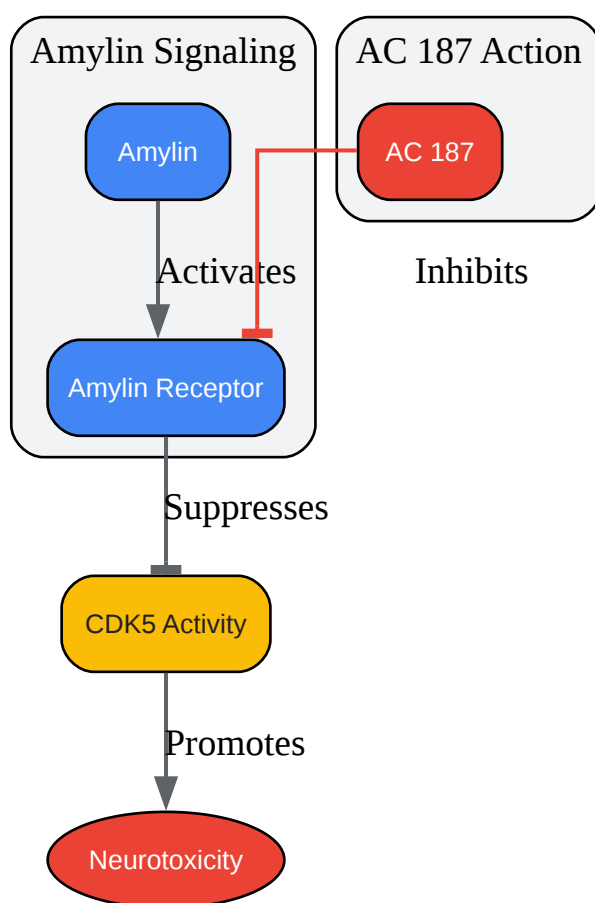 Amylin Signaling
AC 187 Action
Amylin
AC 187
Activates
Inhibits
Amylin Receptor
Suppresses
CDK5 Activity
Promotes
Neurotoxicity